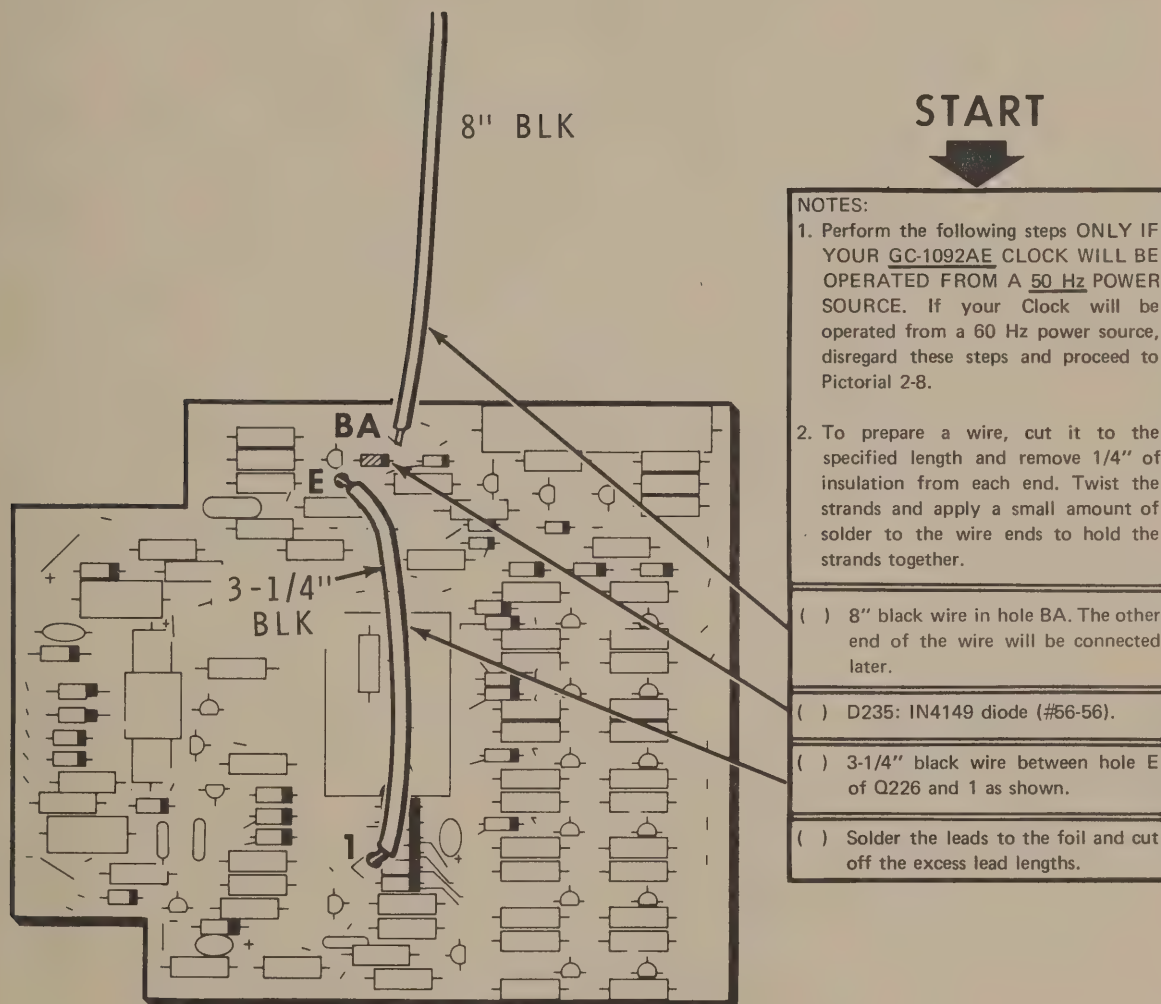 8" BLK
BA
E
3-1/4"
BLK
1
+
+
+
+
START
NOTES:
1. Perform the following steps ONLY IF
YOUR GC-1092AE CLOCK WILL BE
OPERATED FROM A 50 Hz POWER
SOURCE. If your Clock will be
operated from a 60 Hz power source,
disregard these steps and proceed to
Pictorial 2-8.
2. To prepare a wire, cut it to the
specified length and remove 1/4" of
insulation from each end. Twist the
strands and apply a small amount of
solder to the wire ends to hold the
strands together.
( ) 8" black wire in hole BA. The other
end of the wire will be connected
later.
( ) D235: IN4149 diode (#56-56).
( ) 3-1/4" black wire between hole E
of Q226 and 1 as shown.
( ) Solder the leads to the foil and cut
off the excess lead lengths.